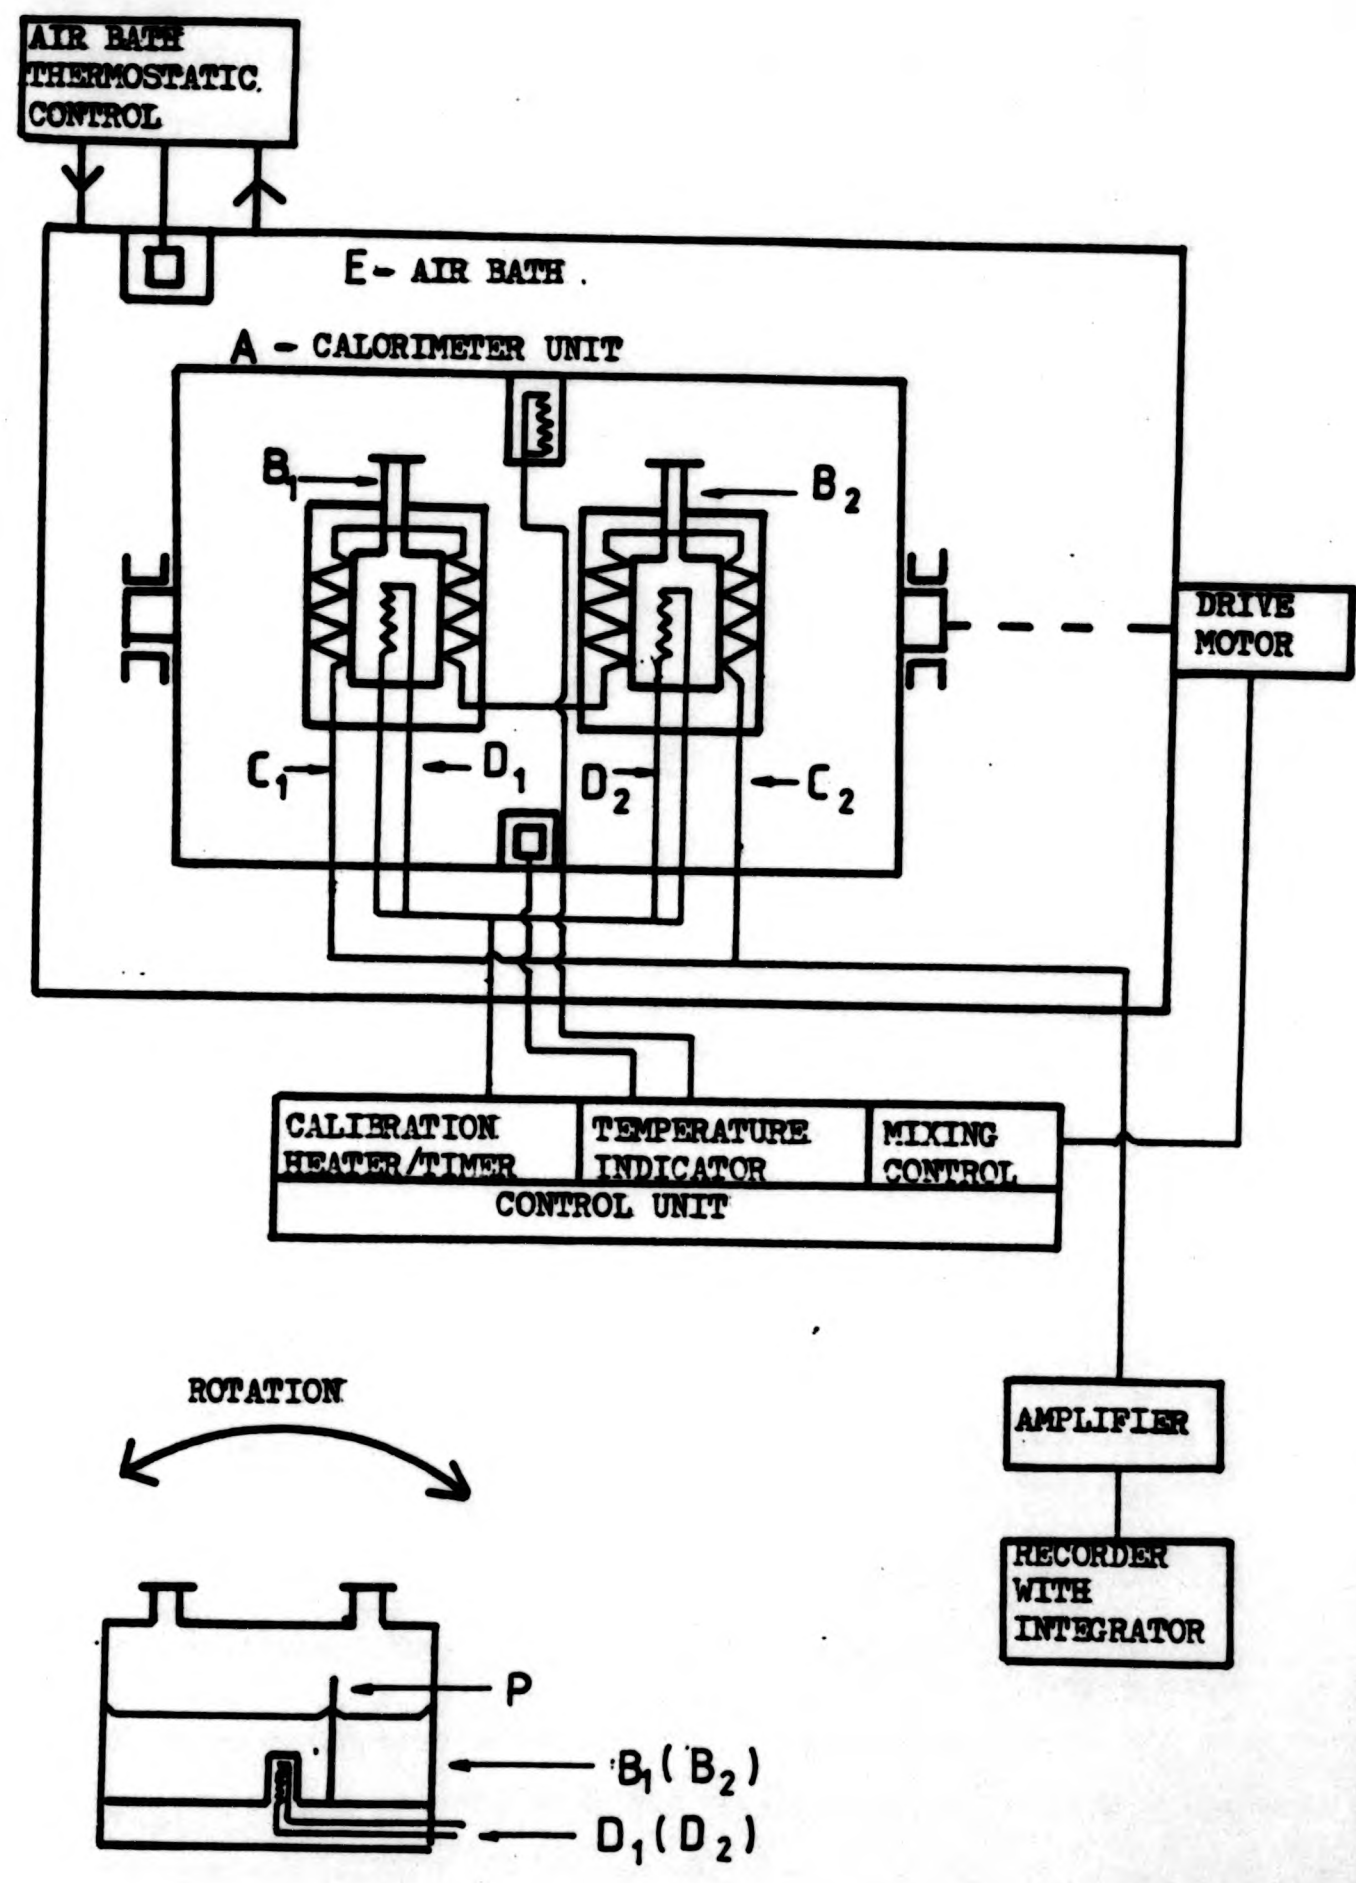 AIR BATH
THERMOSTATIC
CONTROL
E - AIR BATH
A - CALORIMETER UNIT
B1
B2
DRIVE
MOTOR
C1
D1
D2
C2
CALIBRATION
HEATER/TIMER
TEMPERATURE
INDICATOR
MIXING
CONTROL
CONTROL UNIT
ROTATION
AMPLIFIER
RECORDER
WITH
INTEGRATOR
P
B1(B2)
D1(D2)